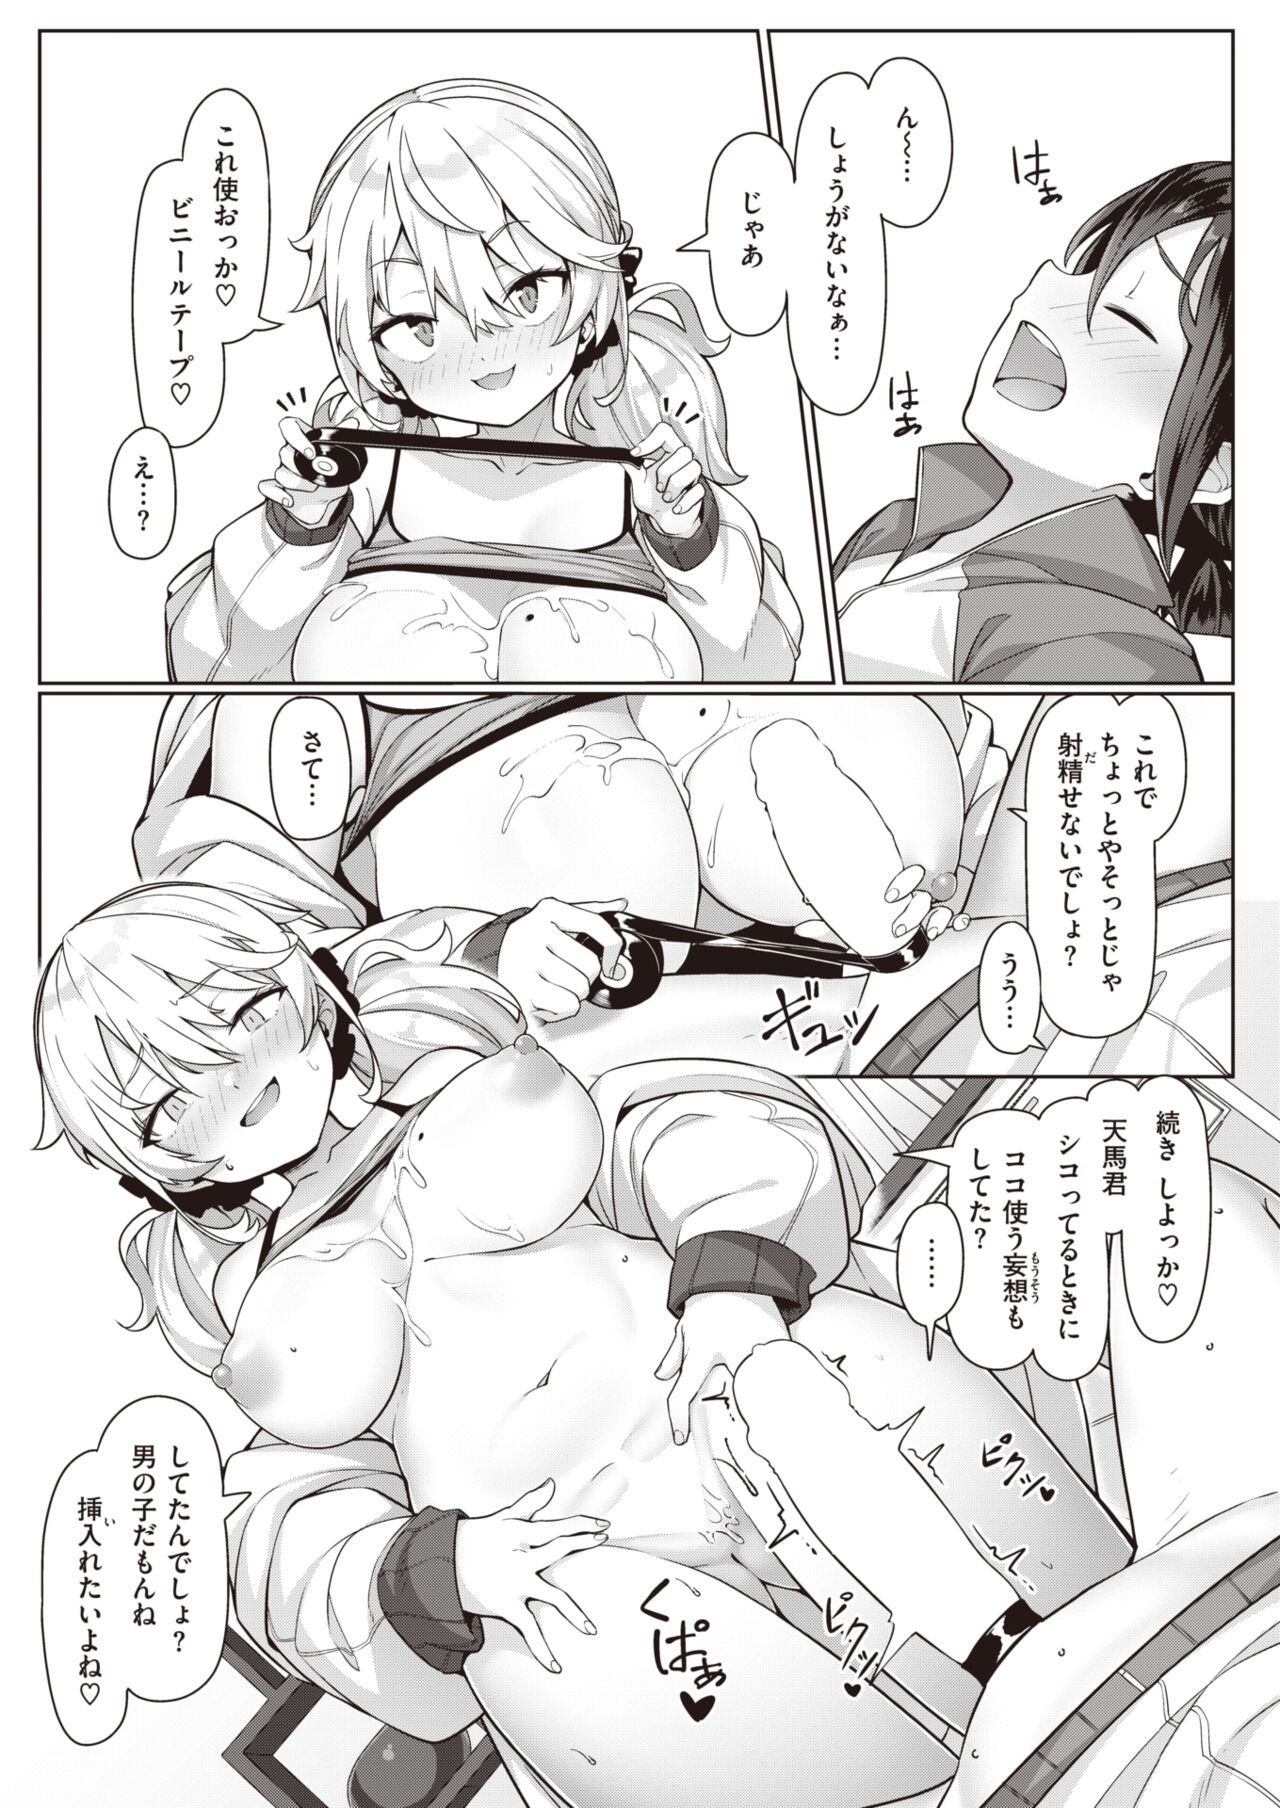 ん〜…
しょうがないなぁ…
じゃあ
はぁ
はぁ
これ使おっか♡
ビニールテープ♡
え…?
これで
ちょっとやそっとじゃ
射精せないでしょ?
だ
うう…
さて…
ギュッ
続き しよっか♡
天馬君
シコってるときに
ココ使う妄想も
もうそう
してた?
……
ピクッ♥
ピクッ♥
くぱぁ♥
してたんでしょ?
男の子だもんね
挿入れたいよね♡
い